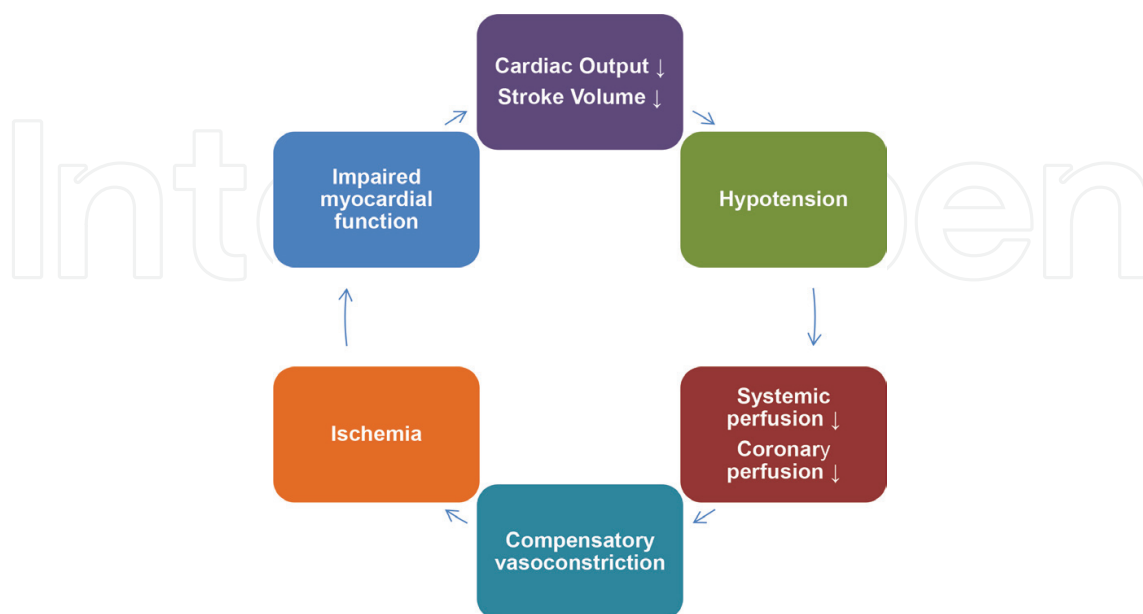 Cardiac Output ↓
Stroke Volume ↓
Hypotension
Systemic
perfusion ↓
Coronary
perfusion ↓
Compensatory
vasoconstriction
Ischemia
Impaired
myocardial
function